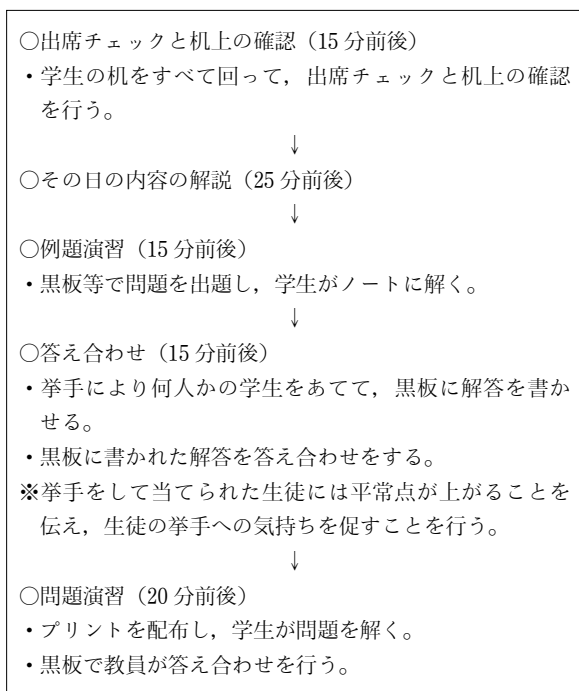 ○出席チェックと机上の確認（15 分前後）
・学生の机をすべて回って，出席チェックと机上の確認
を行う。
↓
○その日の内容の解説（25 分前後）
↓
○例題演習（15 分前後）
・黒板等で問題を出題し，学生がノートに解く。
↓
○答え合わせ（15 分前後）
・挙手により何人かの学生をあてて，黒板に解答を書か
せる。
・黒板に書かれた解答を答え合わせをする。
※挙手をして当てられた生徒には平常点が上がることを
伝え，生徒の挙手への気持ちを促すことを行う。
↓
○問題演習（20 分前後）
・プリントを配布し，学生が問題を解く。
・黒板で教員が答え合わせを行う。